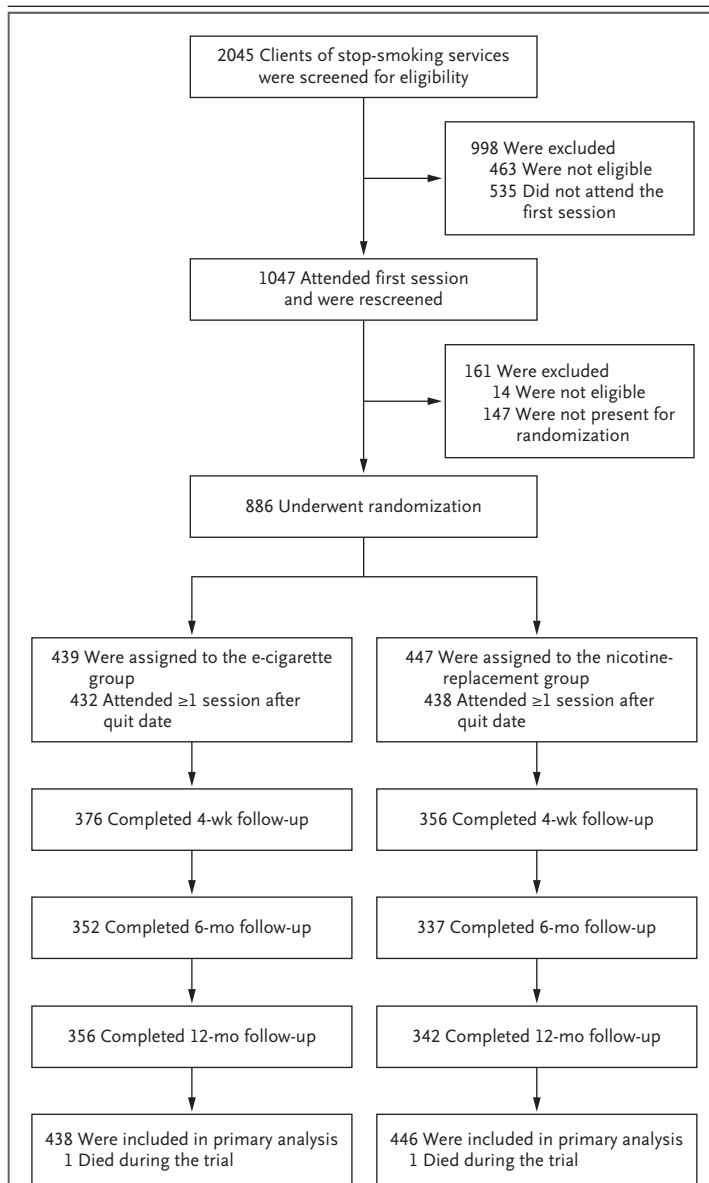 2045 Clients of stop-smoking services
were screened for eligibility
998 Were excluded
463 Were not eligible
535 Did not attend the
first session
1047 Attended first session
and were rescreened
161 Were excluded
14 Were not eligible
147 Were not present for
randomization
886 Underwent randomization
439 Were assigned to the e-cigarette
group
432 Attended ≥1 session after
quit date
447 Were assigned to the nicotine-
replacement group
438 Attended ≥1 session after
quit date
376 Completed 4-wk follow-up
356 Completed 4-wk follow-up
352 Completed 6-mo follow-up
337 Completed 6-mo follow-up
356 Completed 12-mo follow-up
342 Completed 12-mo follow-up
438 Were included in primary analysis
1 Died during the trial
446 Were included in primary analysis
1 Died during the trial